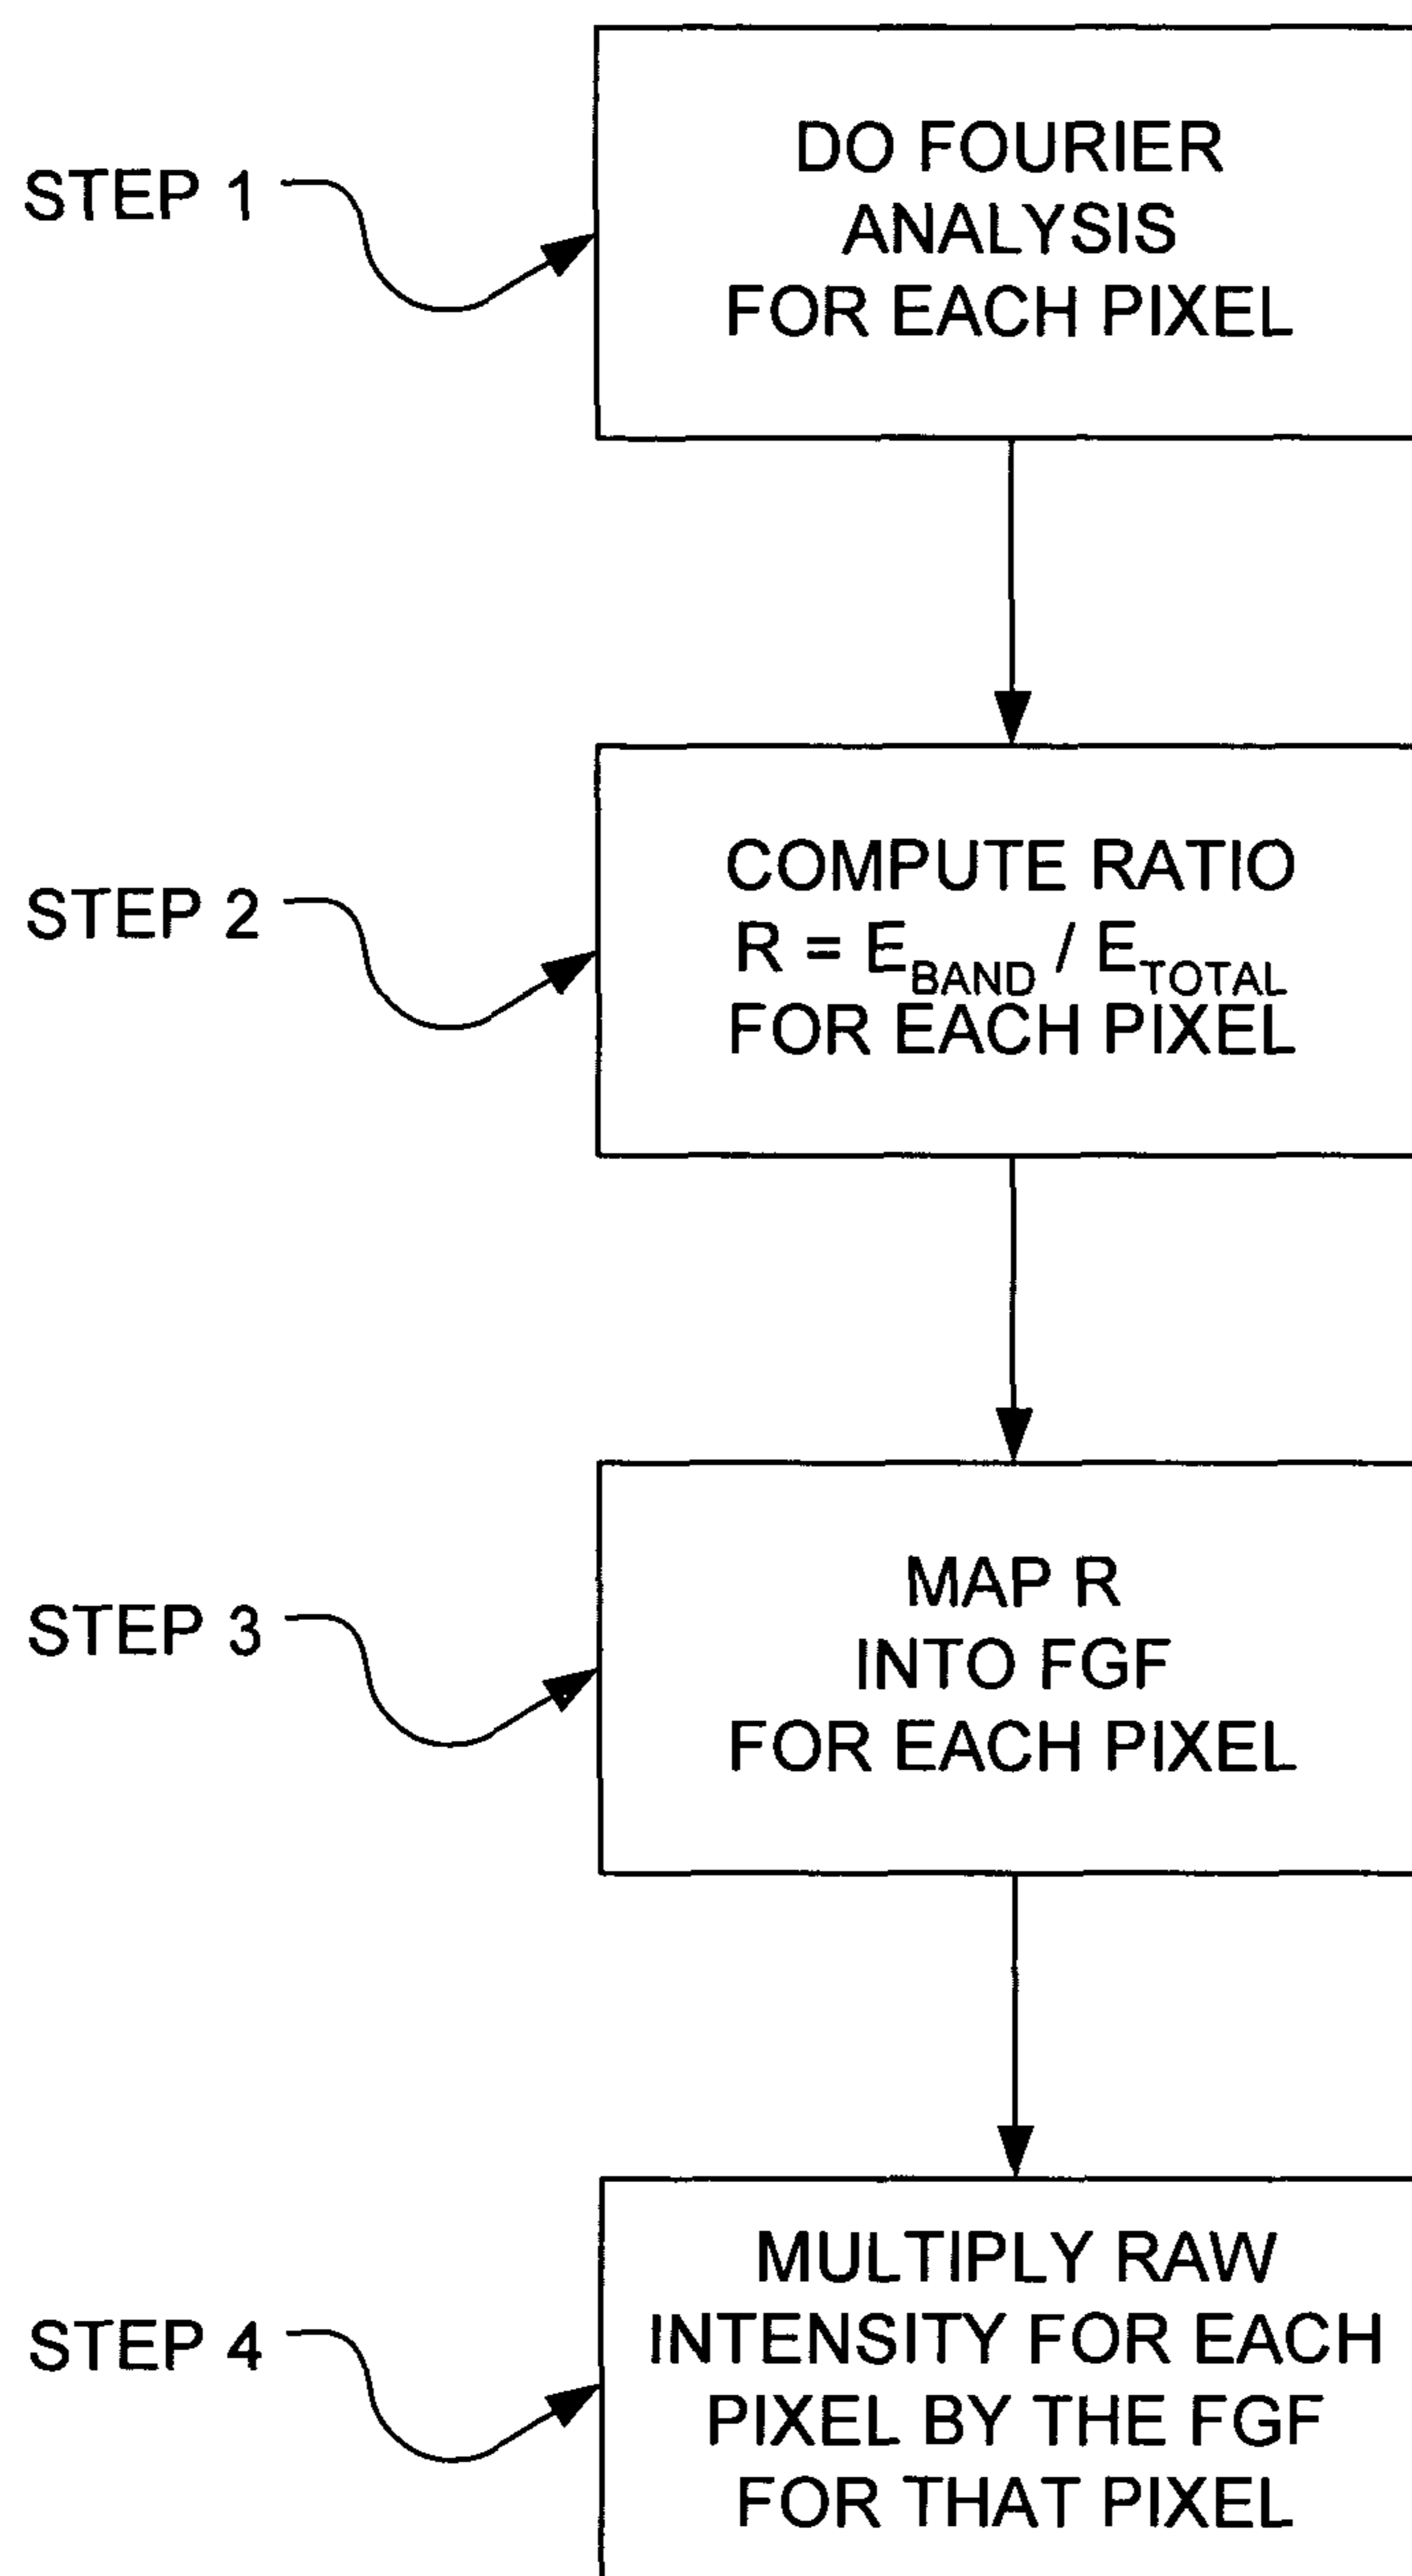 STEP 1
DO FOURIER
ANALYSIS
FOR EACH PIXEL
STEP 2
COMPUTE RATIO
R = E_BAND / E_TOTAL
FOR EACH PIXEL
STEP 3
MAP R
INTO FGF
FOR EACH PIXEL
STEP 4
MULTIPLY RAW
INTENSITY FOR EACH
PIXEL BY THE FGF
FOR THAT PIXEL